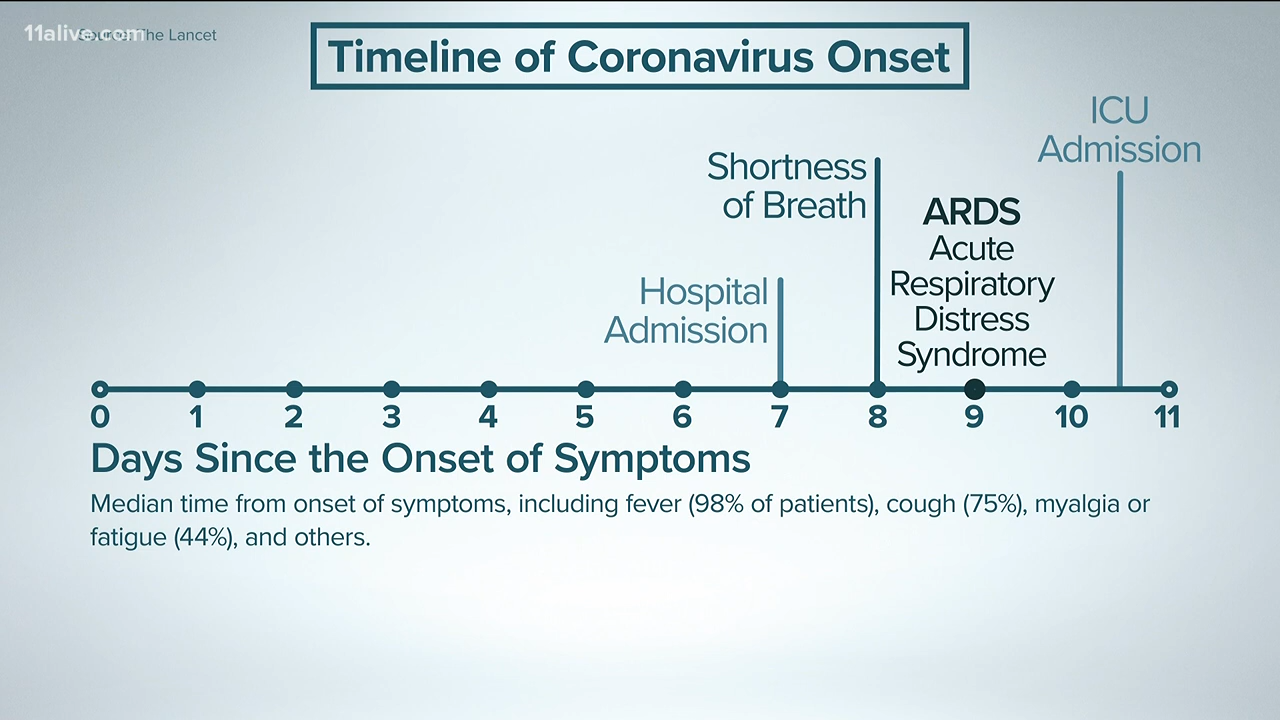 11alive.com
The Lancet
Timeline of Coronavirus Onset
ICU
Admission
Shortness
of Breath
ARDS
Acute
Respiratory
Distress
Syndrome
Hospital
Admission
0 1 2 3 4 5 6 7 8 9 10 11
Days Since the Onset of Symptoms
Median time from onset of symptoms, including fever (98% of patients), cough (75%), myalgia or
fatigue (44%), and others.